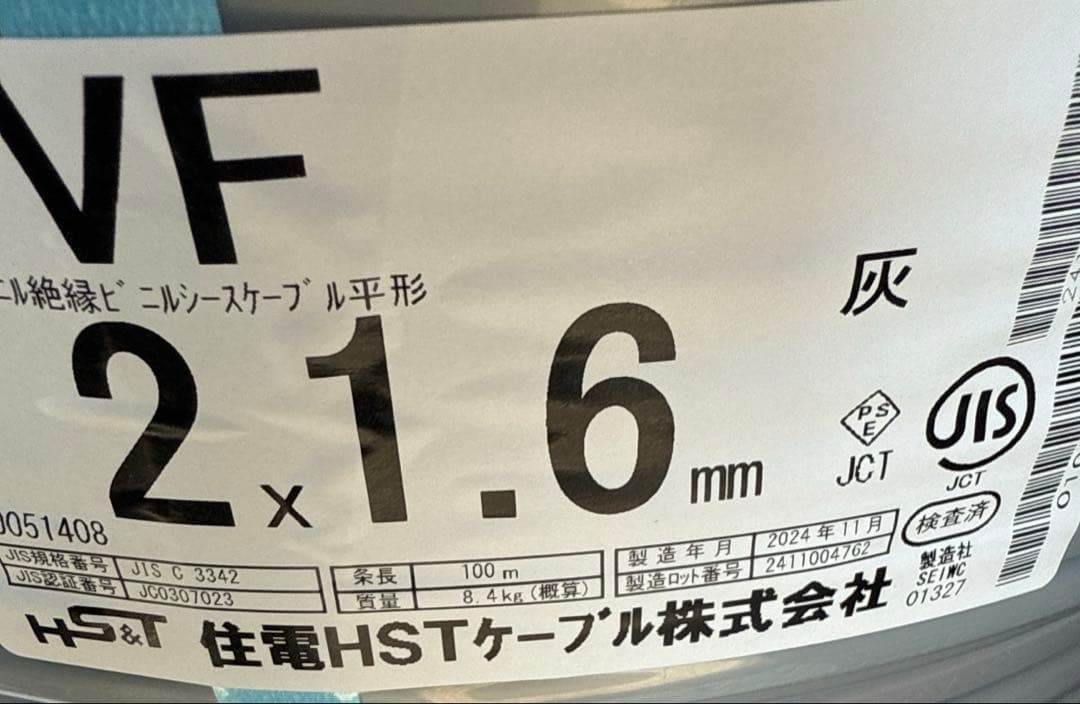 VF
ニル絶縁ビニルシースケーブル平形
灰
2×1.6mm
PSE
JCT
JIS
JCT
0051408
検査済
JIS規格番号 JIS C 3342
JIS認証番号 JC0307023
条長 100m
質量 8.4kg(概算)
製造年月 2024年11月
製造ロット番号 2411004762
製造社
SEIWC
01327
HS&T 住電HSTケーブル株式会社